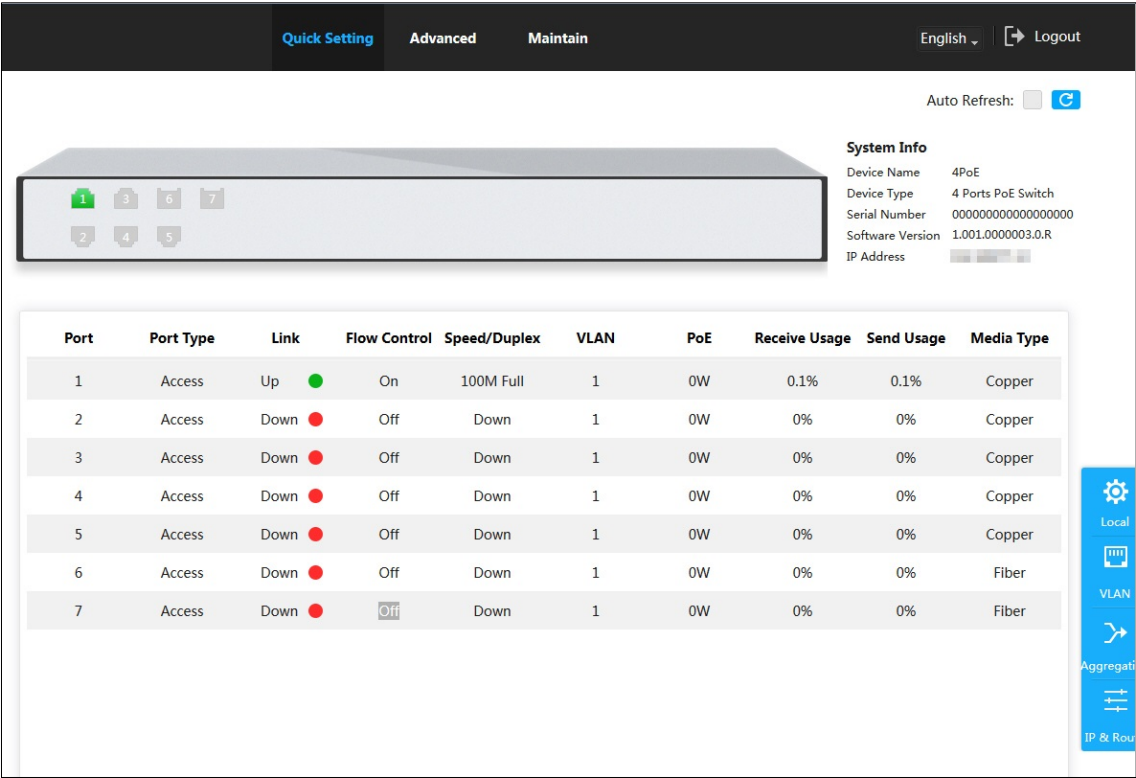 Quick Setting Advanced Maintain English Logout
Auto Refresh:
System Info
Device Name 4PoE
Device Type 4 Ports PoE Switch
Serial Number 000000000000000000
Software Version 1.001.0000003.0.R
IP Address
1 3 6 7
2 4 5
Port Port Type Link Flow Control Speed/Duplex VLAN PoE Receive Usage Send Usage Media Type
1 Access Up On 100M Full 1 0W 0.1% 0.1% Copper
2 Access Down Off Down 1 0W 0% 0% Copper
3 Access Down Off Down 1 0W 0% 0% Copper
4 Access Down Off Down 1 0W 0% 0% Copper
5 Access Down Off Down 1 0W 0% 0% Copper
6 Access Down Off Down 1 0W 0% 0% Fiber
7 Access Down Off Down 1 0W 0% 0% Fiber
Local
VLAN
Aggregati
IP & Rou